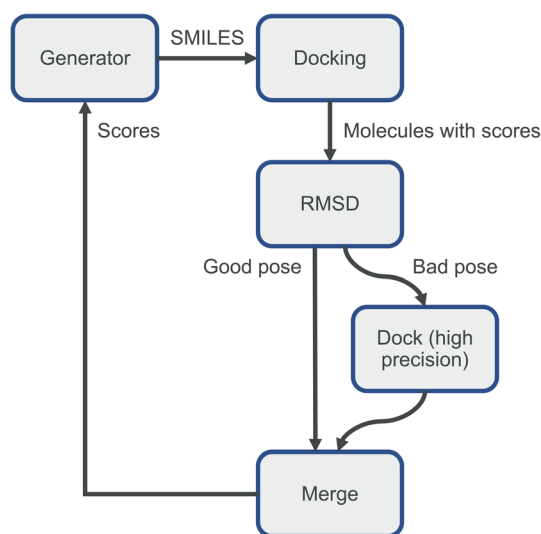 SMILES
Generator
Docking
Scores
Molecules with scores
RMSD
Good pose
Bad pose
Dock (high
precision)
Merge